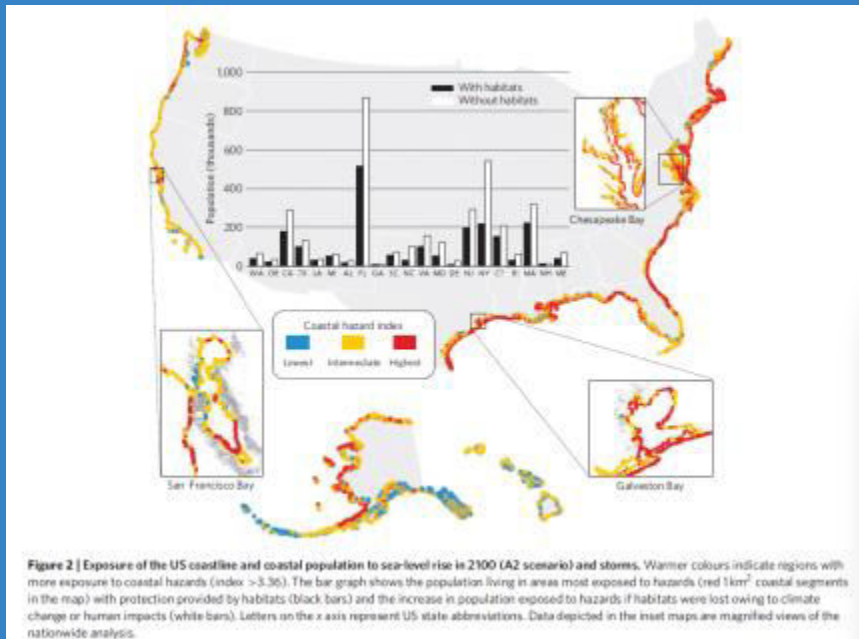 1,000
800
600
400
200
0
Population (thousands)
With habitats
Without habitats
WA OR CA TX LA MI AL FL GA SC NC VA MD DE NJ NY CT RI MA NH ME
Chesapeake Bay
Coastal hazard index
Lowest Intermediate Highest
San Francisco Bay
Galveston Bay
Figure 2 | Exposure of the US coastline and coastal population to sea-level rise in 2100 (A2 scenario) and storms. Warmer colours indicate regions with
more exposure to coastal hazards (index >3.36). The bar graph shows the population living in areas most exposed to hazards (red 1 km² coastal segments
in the map) with protection provided by habitats (black bars) and the increase in population exposed to hazards if habitats were lost owing to climate
change or human impacts (white bars). Letters on the x axis represent US state abbreviations. Data depicted in the inset maps are magnified views of the
nationwide analysis.